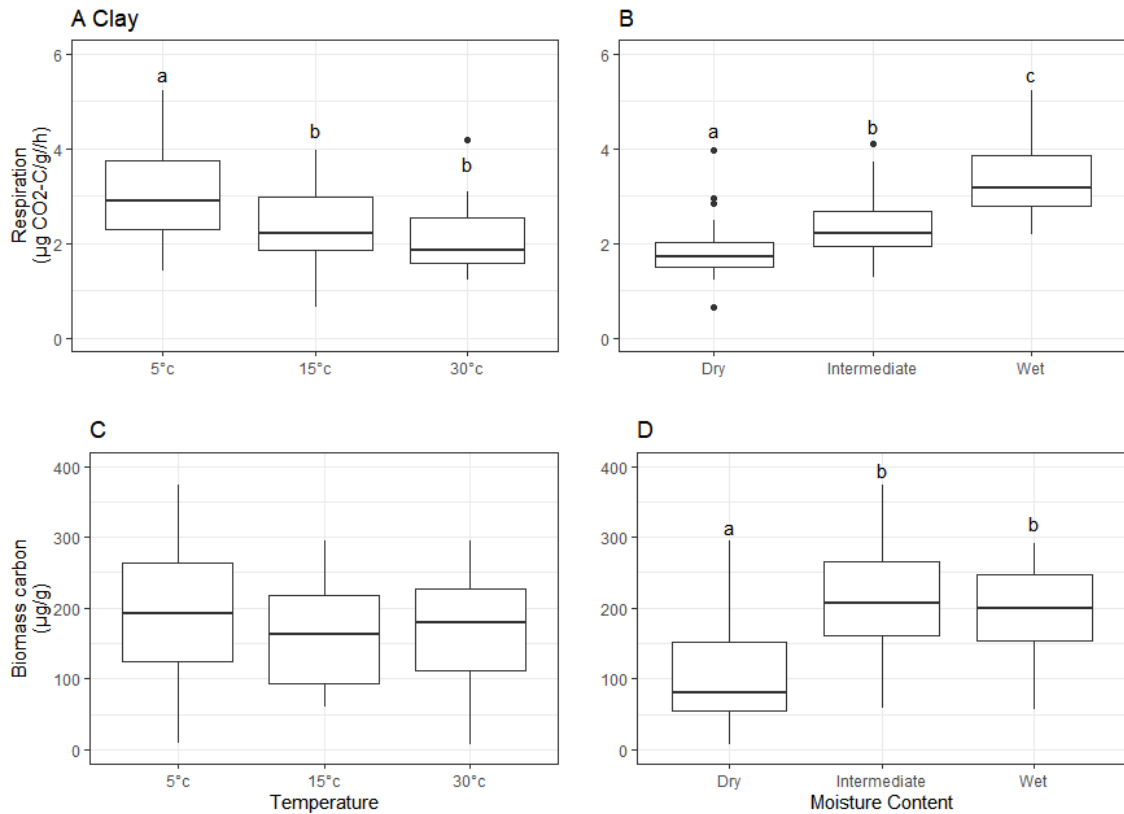 A Clay
B
Respiration
(µg CO2-C/g//h)
6
4
2
0
a
b
b
5°c
15°c
30°c
6
4
2
0
a
b
c
Dry
Intermediate
Wet
C
D
Biomass carbon
(µg/g)
400
300
200
100
0
5°c
15°c
30°c
Temperature
400
300
200
100
0
a
b
b
Dry
Intermediate
Wet
Moisture Content